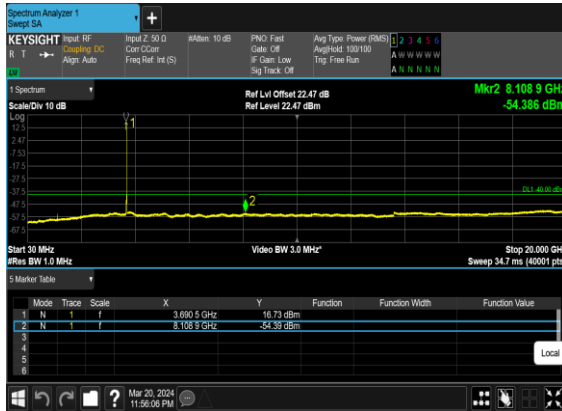 Spectrum Analyzer 1
Swept SA
+
KEYSIGHT Input: RF Input Z: 50 Ω #Atten: 10 dB PNO: Fast Avg Type: Power (RMS) 1 2 3 4 5 6
R T Coupling: DC Corr CCorr Gate: Off Avg|Hold: 100/100 A W W W W W
Align: Auto Freq Ref: Int (S) IF Gain: Low Trig: Free Run
LXI Sig Track: Off A N N N N N
1 Spectrum Ref Lvl Offset 22.47 dB Mkr2 8.108 9 GHz
Scale/Div 10 dB Ref Level 22.47 dBm -54.386 dBm
Log
1
12.5
2.47
-7.53
-17.5
-27.5
-37.5 DL1 -40.00 dBm
2
-47.5
-57.5
-67.5
Start 30 MHz Video BW 3.0 MHz* Stop 20.000 GHz
#Res BW 1.0 MHz Sweep 34.7 ms (40001 pts)
5 Marker Table
Mode Trace Scale X Y Function Function Width Function Value
1 N 1 f 3.690 5 GHz 16.73 dBm
2 N 1 f 8.108 9 GHz -54.39 dBm
3
4
5
6
Local
? Mar 20, 2024
11:56:06 PM